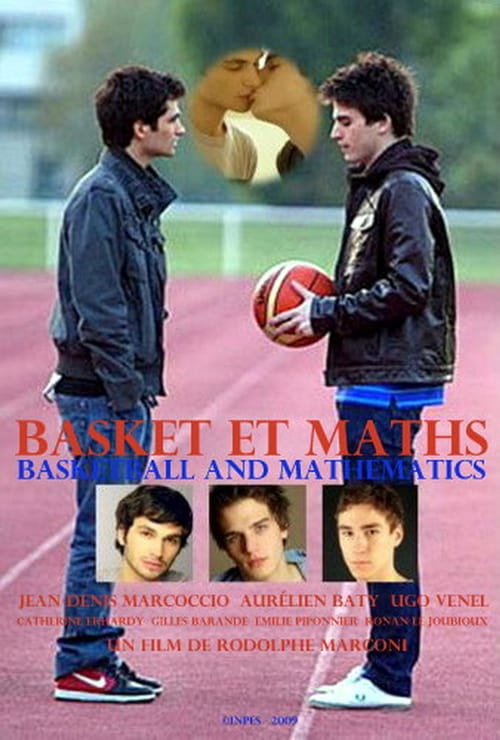 BASKET ET MATHS
BASKETBALL AND MATHEMATICS
JEAN-DENIS MARCOCCIO AURÉLIEN BATY UGO VENEL
CATHERINE ERHARDY GILLES BARANDE EMILIE PIPONNIER RONAN LE JOUBIOUX
UN FILM DE RODOLPHE MARCONI
©INPES - 2009